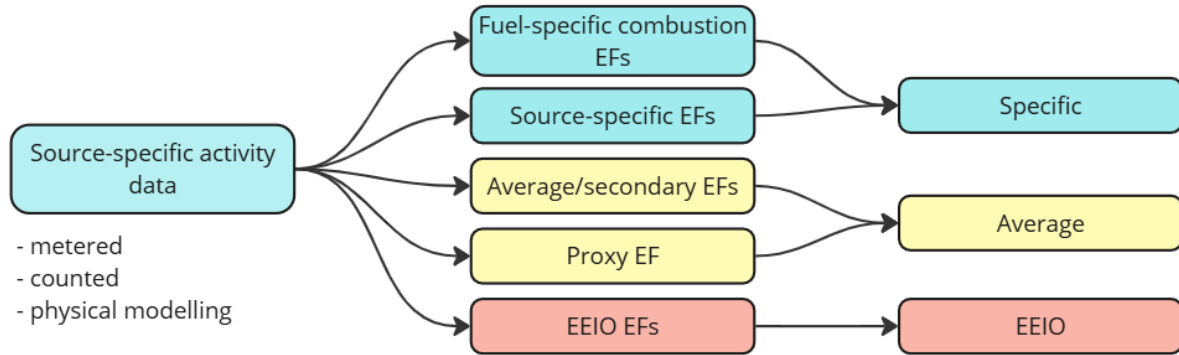 Source-specific activity
data
- metered
- counted
- physical modelling
Fuel-specific combustion
EFs
Source-specific EFs
Average/secondary EFs
Proxy EF
EEIO EFs
Specific
Average
EEIO